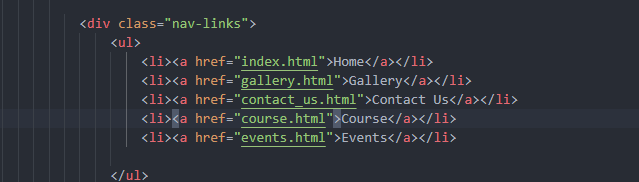 <div class="nav-links">
<ul>
<li><a href="index.html">Home</a></li>
<li><a href="gallery.html">Gallery</a></li>
<li><a href="contact_us.html">Contact Us</a></li>
<li><a href="course.html">Course</a></li>
<li><a href="events.html">Events</a></li>
</ul>